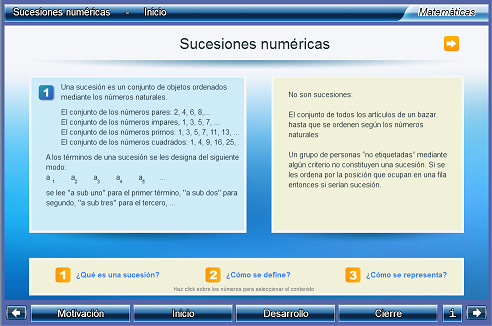 Sucesiones numéricas - Inicio
Matemáticas
Sucesiones numéricas
1
Una sucesión es un conjunto de objetos ordenados
mediante los números naturales.
El conjunto de los números pares: 2, 4, 6, 8,...
El conjunto de los números impares, 1, 3, 5, 7, ...
El conjunto de los números primos: 1, 3, 5, 7, 11, 13, ...
El conjunto de los números cuadrados: 1, 4, 9, 16, 25,
A los términos de una sucesión se les designa del siguiente
modo:
a1 a2 a3 a4 a5 ...
se lee "a sub uno" para el primer término, "a sub dos" para
segundo, "a sub tres" para el tercero, ...
No son sucesiones:
El conjunto de todos los artículos de un bazar.
hasta que se ordenen según los números
naturales
Un grupo de personas "no etiquetadas" mediante
algún criterio no constituyen una sucesión. Si se
les ordena por la posición que ocupan en una fila
entonces si serían sucesión.
1 ¿Qué es una sucesión? 2 ¿Cómo se define? 3 ¿Cómo se representa?
Haz click sobre los números para seleccionar el contenido
Motivación Inicio Desarrollo Cierre i